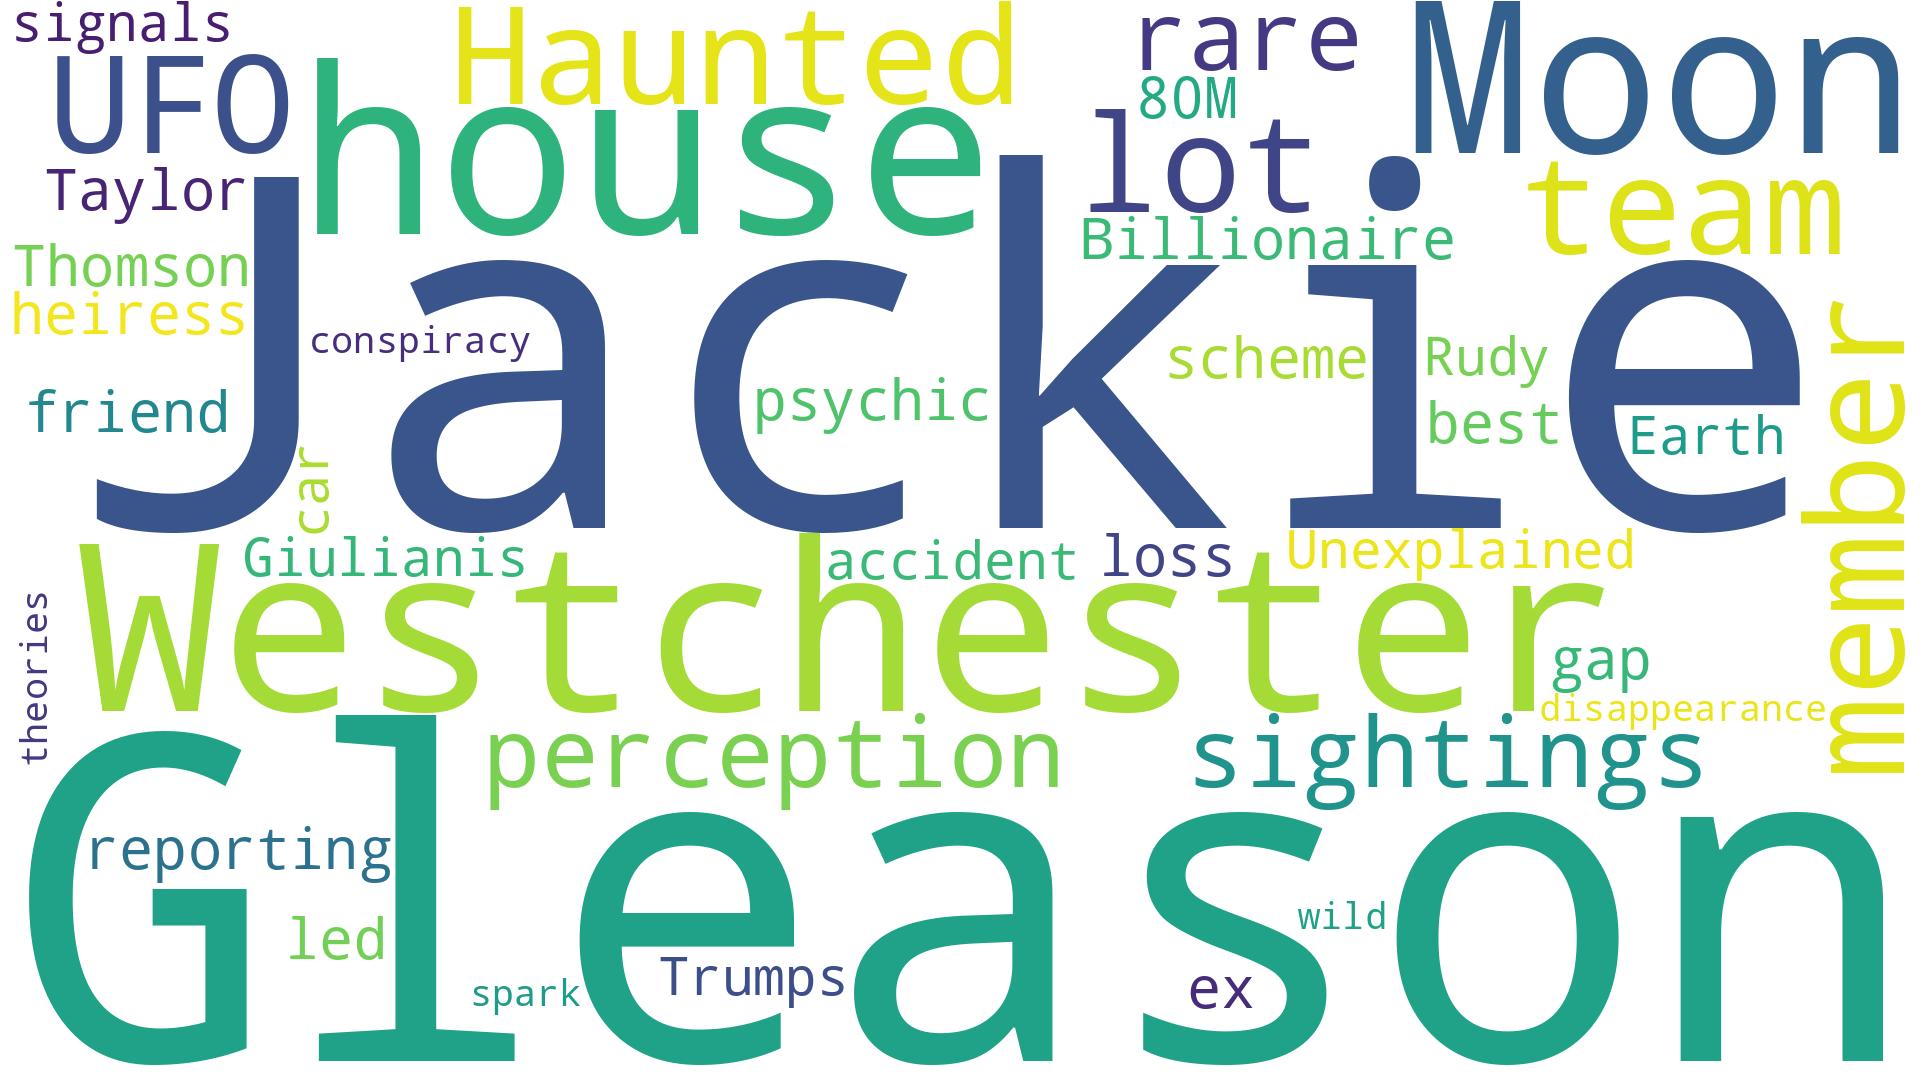 signals
Haunted
rare
Moon
UFO
house
80M
lot
Taylor
team
Billionaire
Thomson
heiress
Jackie
conspiracy
scheme
Rudy
friend
psychic
best
Earth
member
car
Giulianis
accident
loss
Unexplained
theories
Westchester
gap
disappearance
perception
sightings
Gleason
reporting
led
wild
spark
Trumps
ex